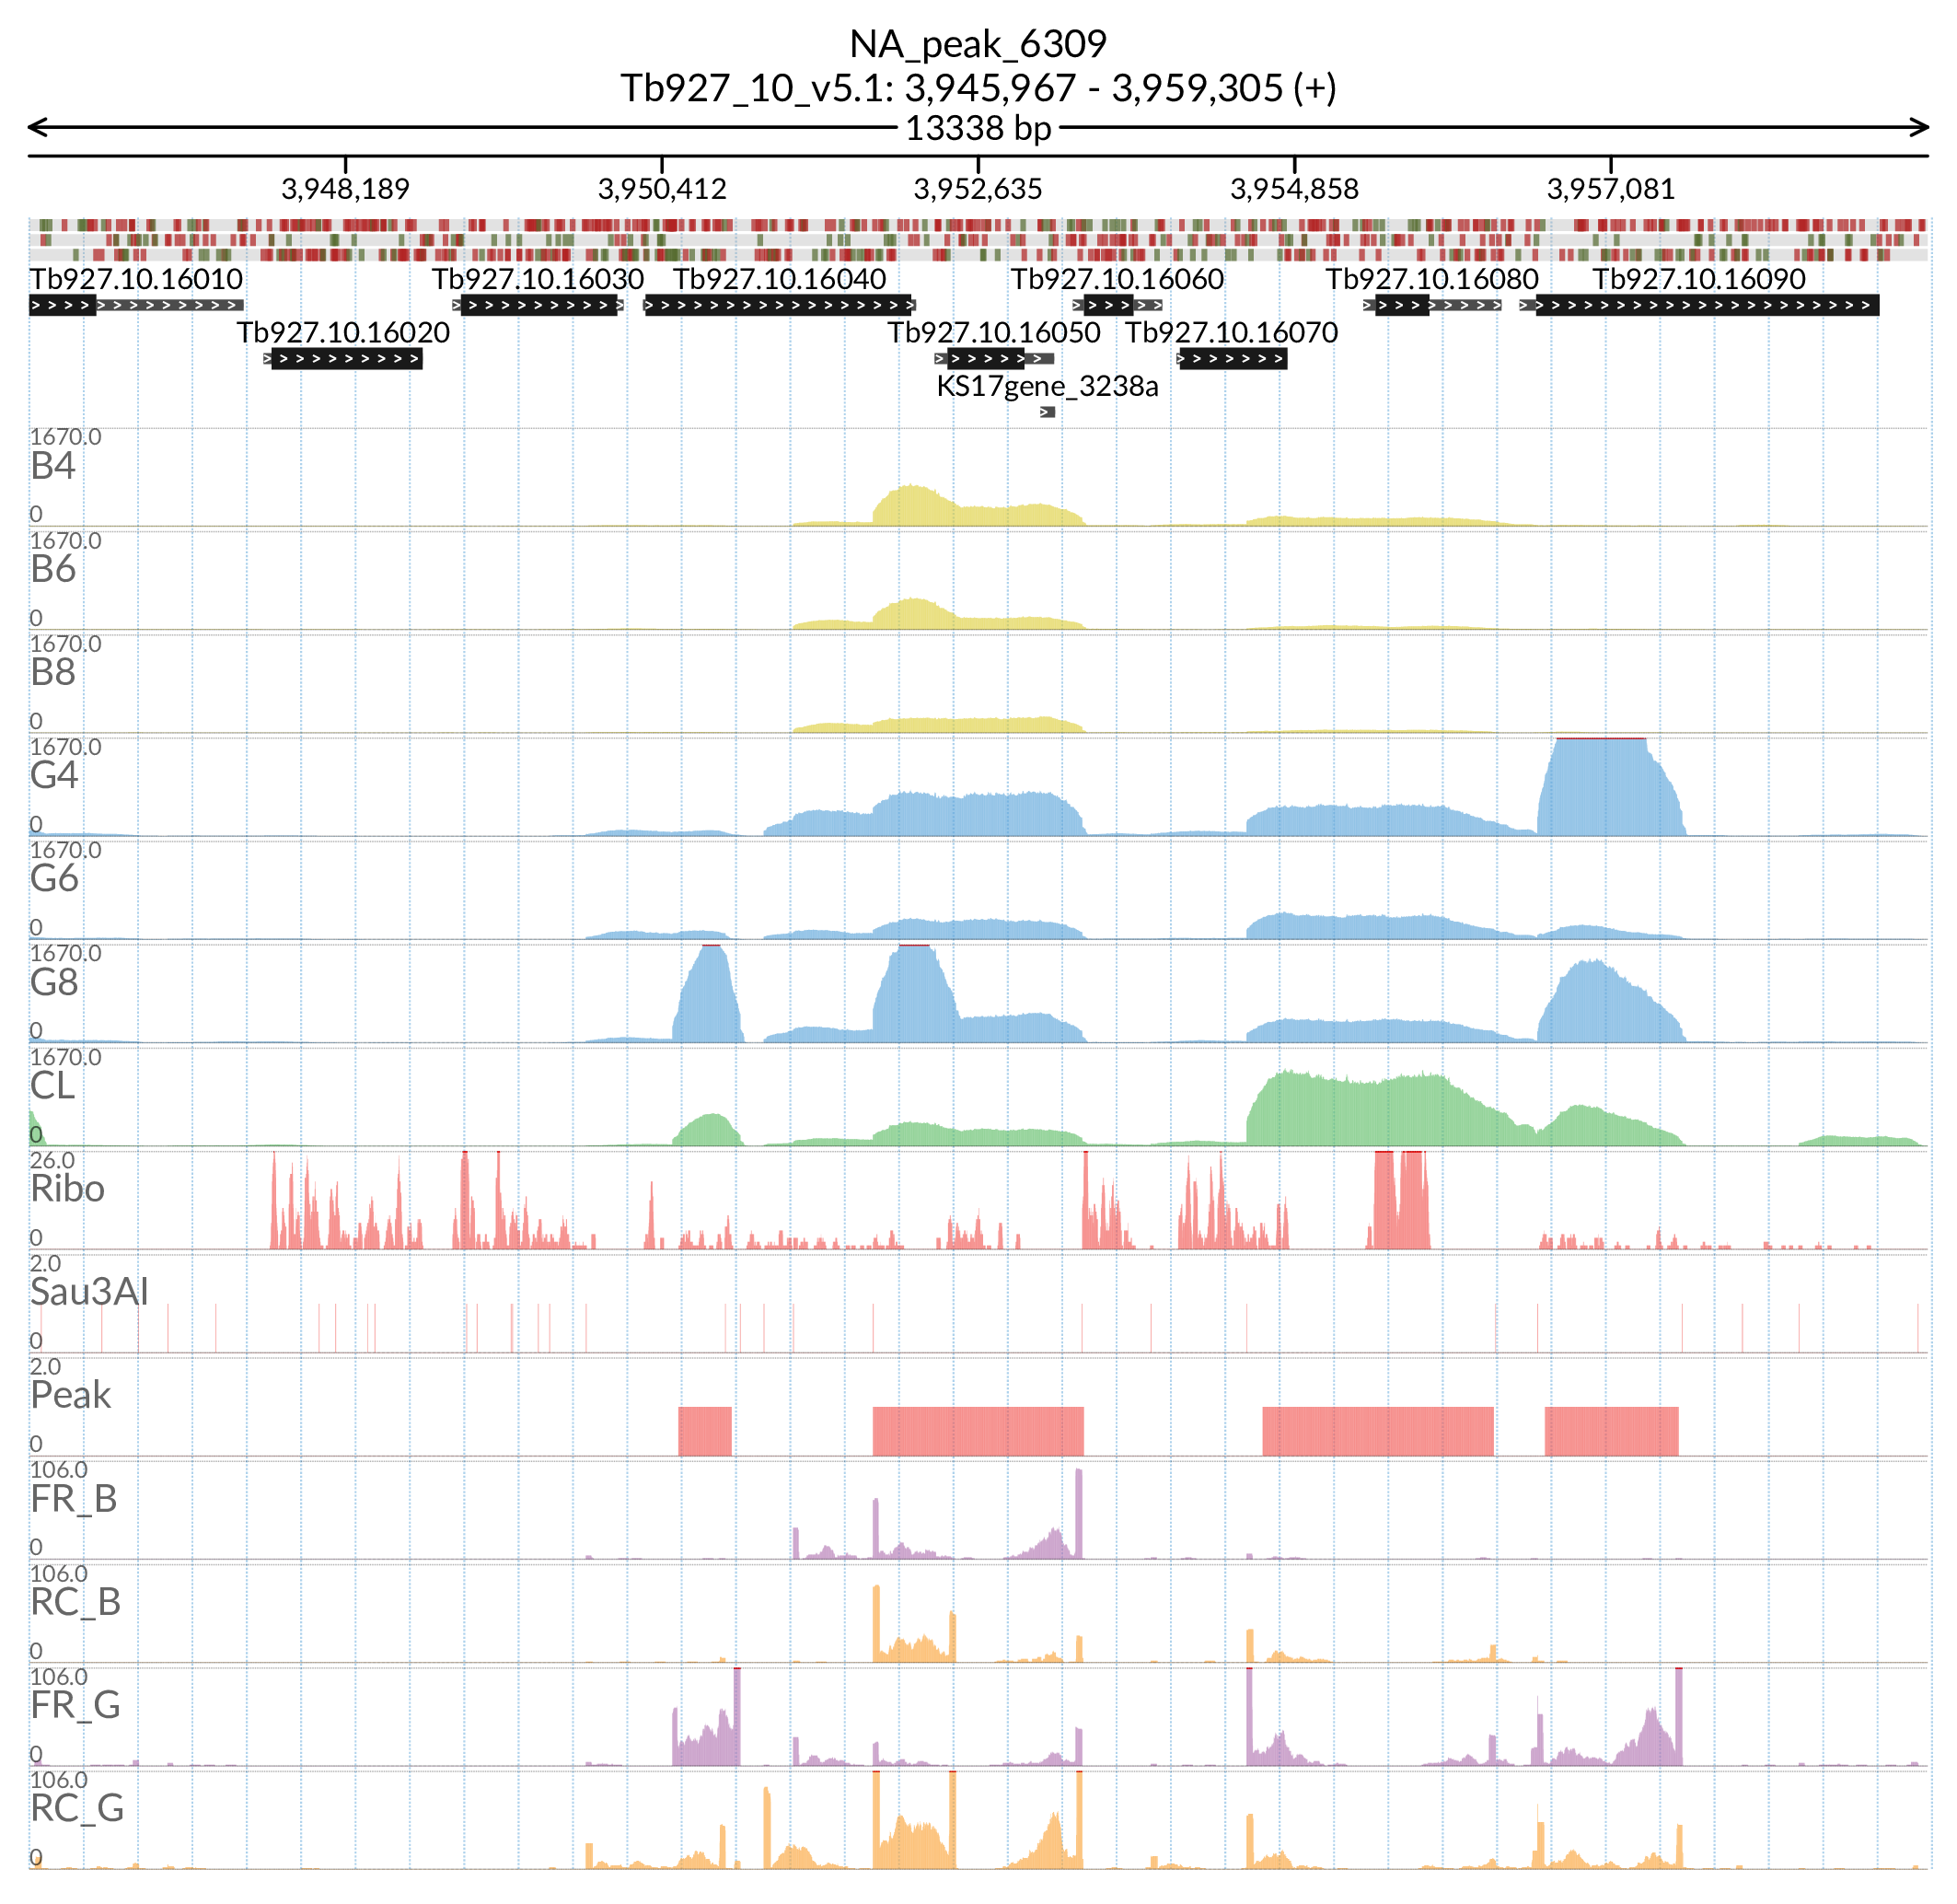 NA_peak_6309
Tb927_10_v5.1: 3,945,967 - 3,959,305 (+)
13338 bp
3,948,189 3,950,412 3,952,635 3,954,858 3,957,081
Tb927.10.16010 Tb927.10.16030 Tb927.10.16040 Tb927.10.16060 Tb927.10.16080 Tb927.10.16090
Tb927.10.16020 Tb927.10.16050 Tb927.10.16070
KS17gene_3238a
1670.0
B4
0
1670.0
B6
0
1670.0
B8
0
1670.0
G4
0
1670.0
G6
0
1670.0
G8
0
1670.0
CL
0
26.0
Ribo
0
2.0
Sau3AI
0
2.0
Peak
0
106.0
FR_B
0
106.0
RC_B
0
106.0
FR_G
0
106.0
RC_G
0